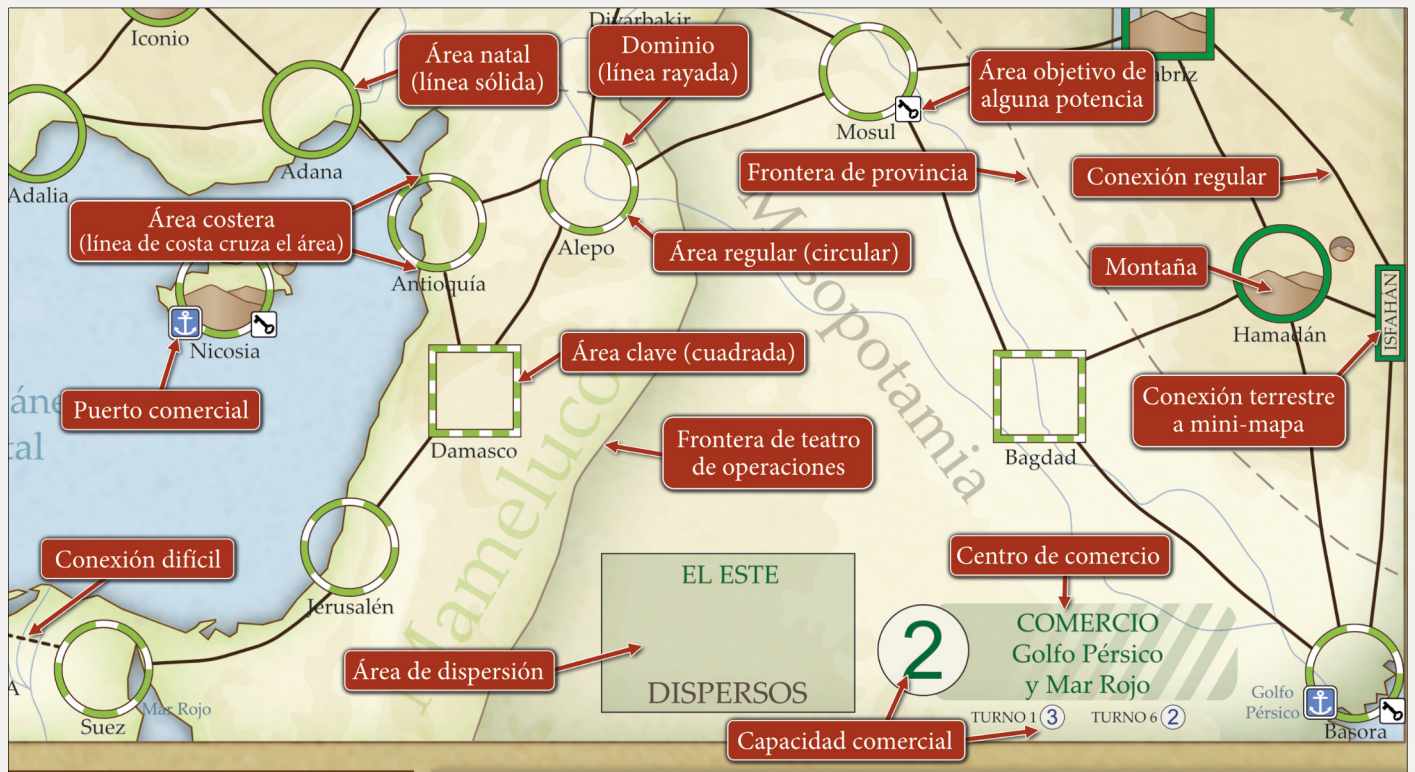 Iconio
Diyarbakir
Área natal
(línea sólida)
Dominio
(línea rayada)
Área objetivo de
alguna potencia
Mosul
Adana
Adalia
Frontera de provincia
Conexión regular
Área costera
(línea de costa cruza el área)
Alepo
Área regular (circular)
Antioquía
Montaña
Mesopotamia
Nicosia
Hamadán
ISFAHÁN
Área clave (cuadrada)
Puerto comercial
Conexión terrestre
a mini-mapa
Damasco
Frontera de teatro
de operaciones
Bagdad
Mamelucos
Conexión difícil
Centro de comercio
EL ESTE
Jerusalén
2
COMERCIO
Golfo Pérsico
y Mar Rojo
Área de dispersión
DISPERSOS
Golfo
Pérsico
Mar Rojo
Suez
TURNO 1 3 TURNO 6 2
Capacidad comercial
Basora